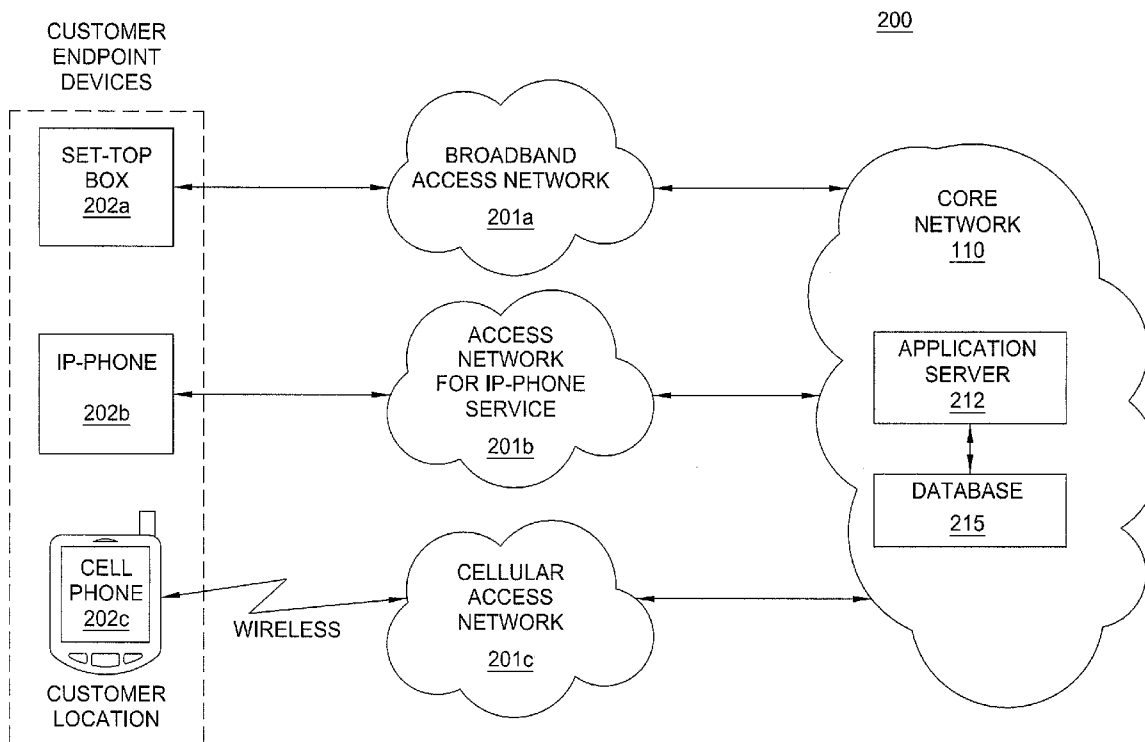 200
CUSTOMER
ENDPOINT
DEVICES
SET-TOP
BOX
202a
BROADBAND
ACCESS NETWORK
201a
CORE
NETWORK
110
IP-PHONE
202b
ACCESS
NETWORK
FOR IP-PHONE
SERVICE
201b
APPLICATION
SERVER
212
DATABASE
215
CELL
PHONE
202c
WIRELESS
CELLULAR
ACCESS
NETWORK
201c
CUSTOMER
LOCATION